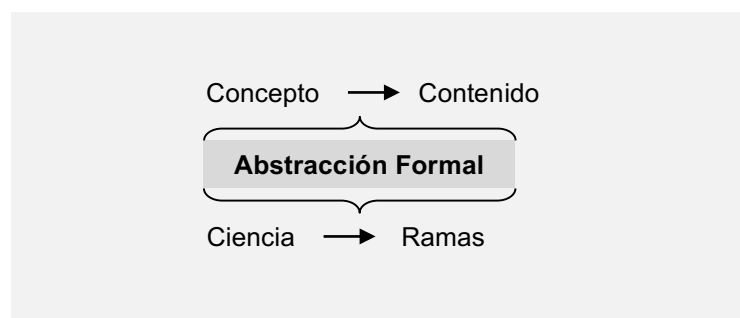 Concepto → Contenido
Abstracción Formal
Ciencia → Ramas